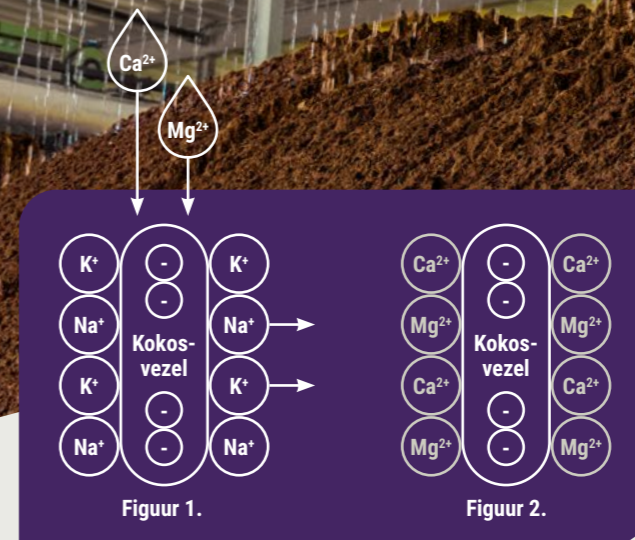 Ca²⁺
Mg²⁺
K⁺ - K⁺
-
Na⁺ Na⁺
Kokos-
vezel
K⁺ K⁺
-
Na⁺ - Na⁺
Figuur 1.
Ca²⁺ - Ca²⁺
-
Mg²⁺ Mg²⁺
Kokos-
vezel
Ca²⁺ Ca²⁺
-
Mg²⁺ - Mg²⁺
Figuur 2.